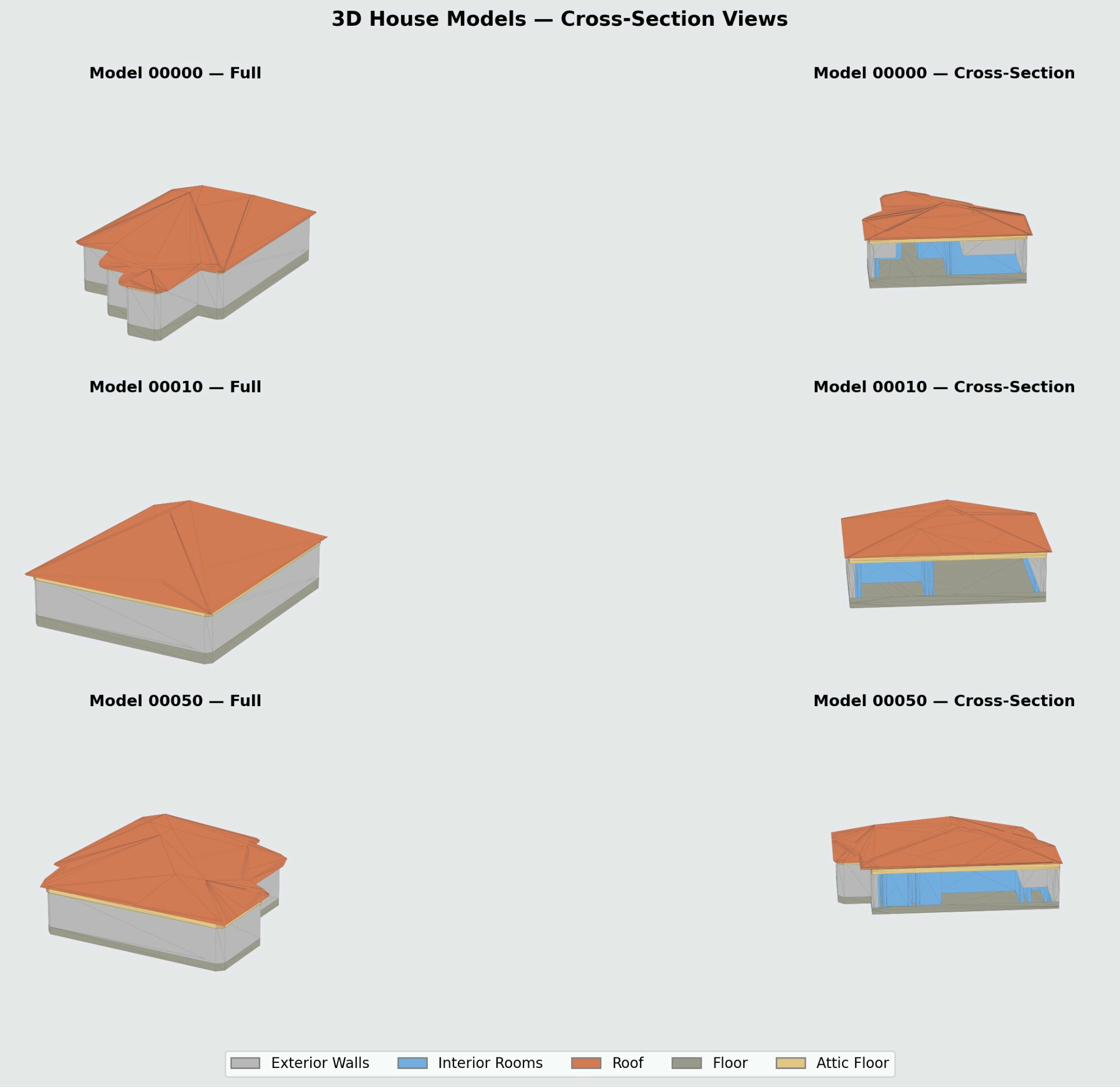 3D House Models — Cross-Section Views
Model 00000 — Full
Model 00000 — Cross-Section
Model 00010 — Full
Model 00010 — Cross-Section
Model 00050 — Full
Model 00050 — Cross-Section
Exterior Walls Interior Rooms Roof Floor Attic Floor